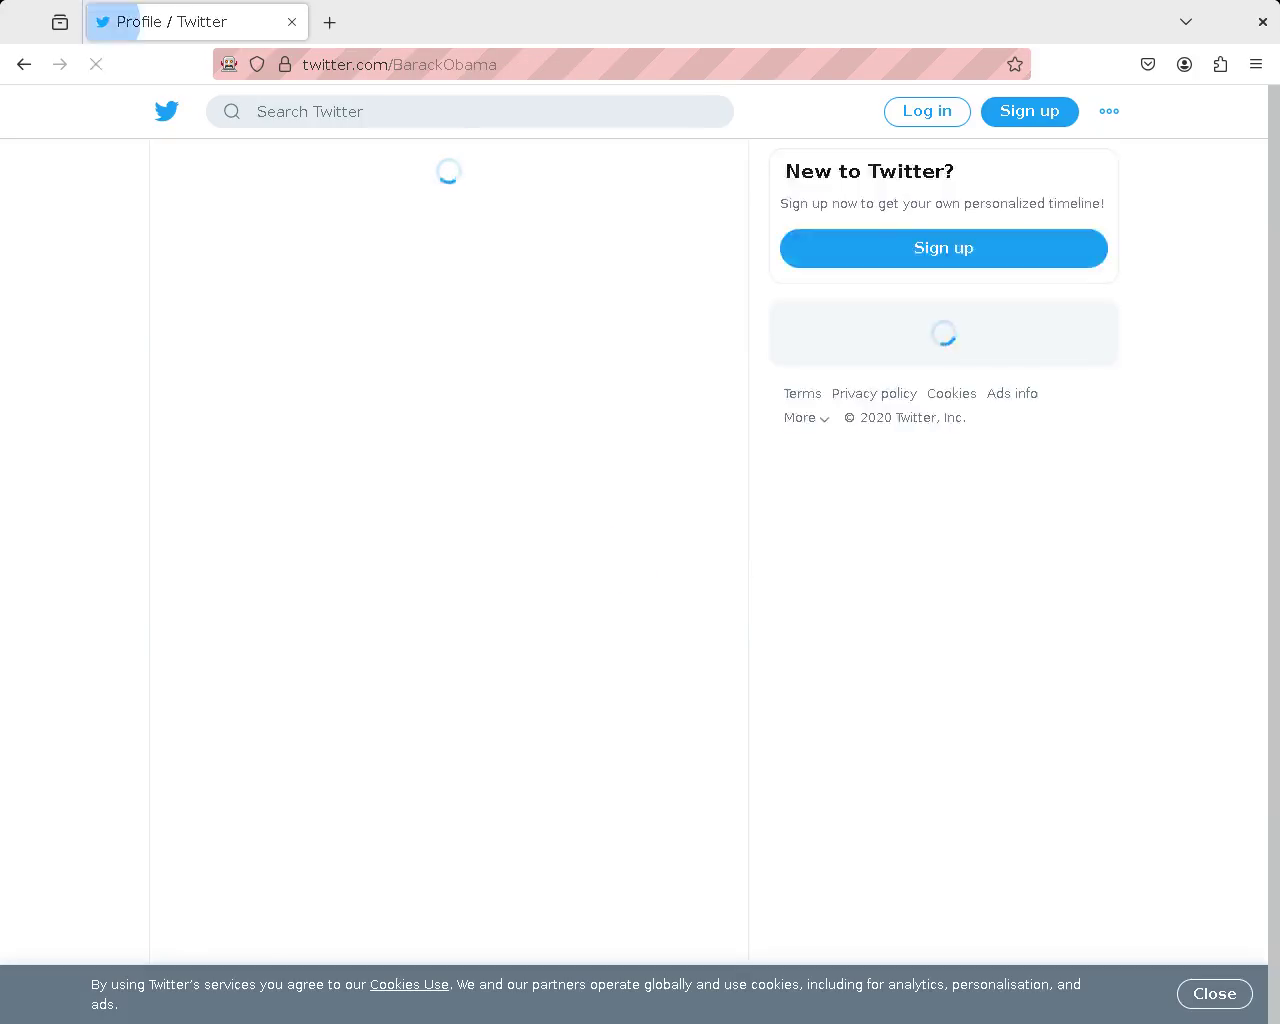 Profile / Twitter
twitter.com/BarackObama
Search Twitter
Log in
Sign up
New to Twitter?
Sign up now to get your own personalized timeline!
Sign up
Terms Privacy policy Cookies Ads info
More © 2020 Twitter, Inc.
By using Twitter's services you agree to our Cookies Use. We and our partners operate globally and use cookies, including for analytics, personalisation, and
ads.
Close